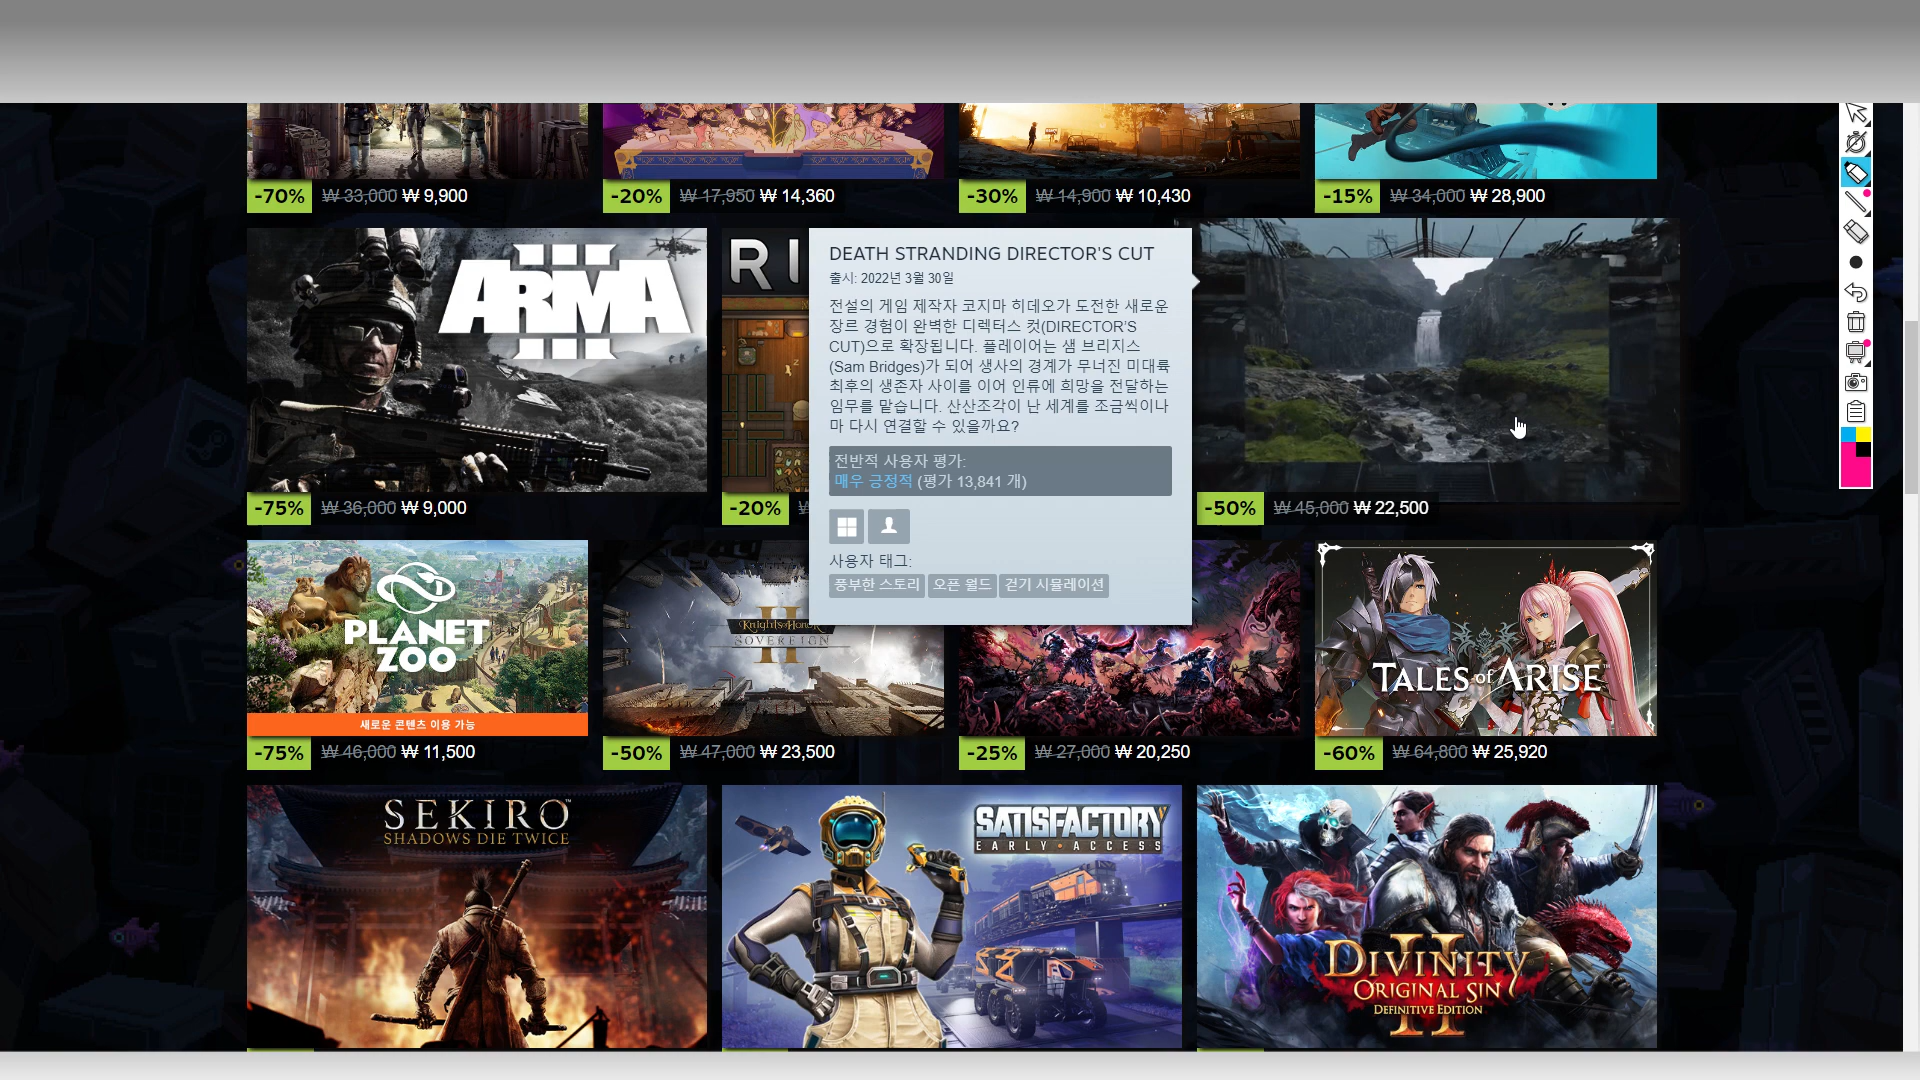 -70% ₩ 33,000 ₩ 9,900
-20% ₩ 17,950 ₩ 14,360
-30% ₩ 14,900 ₩ 10,430
-15% ₩ 34,000 ₩ 28,900
ARMA
III
RI
DEATH STRANDING DIRECTOR'S CUT
출시: 2022년 3월 30일
전설의 게임 제작자 코지마 히데오가 도전한 새로운
장르 경험이 완벽한 디렉터스 컷(DIRECTOR'S
CUT)으로 확장됩니다. 플레이어는 샘 브리지스
(Sam Bridges)가 되어 생사의 경계가 무너진 미대륙
최후의 생존자 사이를 이어 인류에 희망을 전달하는
임무를 맡습니다. 산산조각이 난 세계를 조금씩이나
마 다시 연결할 수 있을까요?
전반적 사용자 평가:
매우 긍정적 (평가 13,841 개)
사용자 태그:
풍부한 스토리 오픈 월드 걷기 시뮬레이션
-75% ₩ 36,000 ₩ 9,000
-20% ₩
-50% ₩ 45,000 ₩ 22,500
PLANET
ZOO
새로운 콘텐츠 이용 가능
II
Knights of Honor
SOVEREIGN
TALES of ARISE™
-75% ₩ 46,000 ₩ 11,500
-50% ₩ 47,000 ₩ 23,500
-25% ₩ 27,000 ₩ 20,250
-60% ₩ 64,800 ₩ 25,920
SEKIRO™
SHADOWS DIE TWICE
SATISFACTORY
EARLY • ACCESS
DIVINITY
ORIGINAL SIN
DEFINITIVE EDITION
II